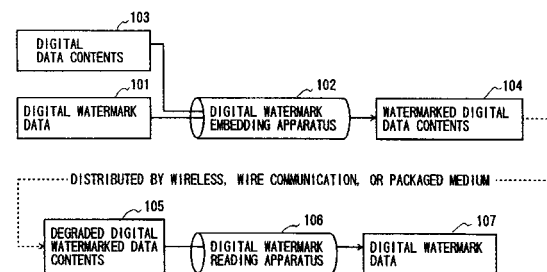 103
DIGITAL
DATA CONTENTS
101
DIGITAL WATERMARK
DATA
102
DIGITAL WATERMARK
EMBEDDING APPARATUS
104
WATERMARKED DIGITAL
DATA CONTENTS
DISTRIBUTED BY WIRELESS, WIRE COMMUNICATION, OR PACKAGED MEDIUM
105
DEGRADED DIGITAL
WATERMARKED DATA
CONTENTS
106
DIGITAL WATERMARK
READING APPARATUS
107
DIGITAL WATERMARK
DATA